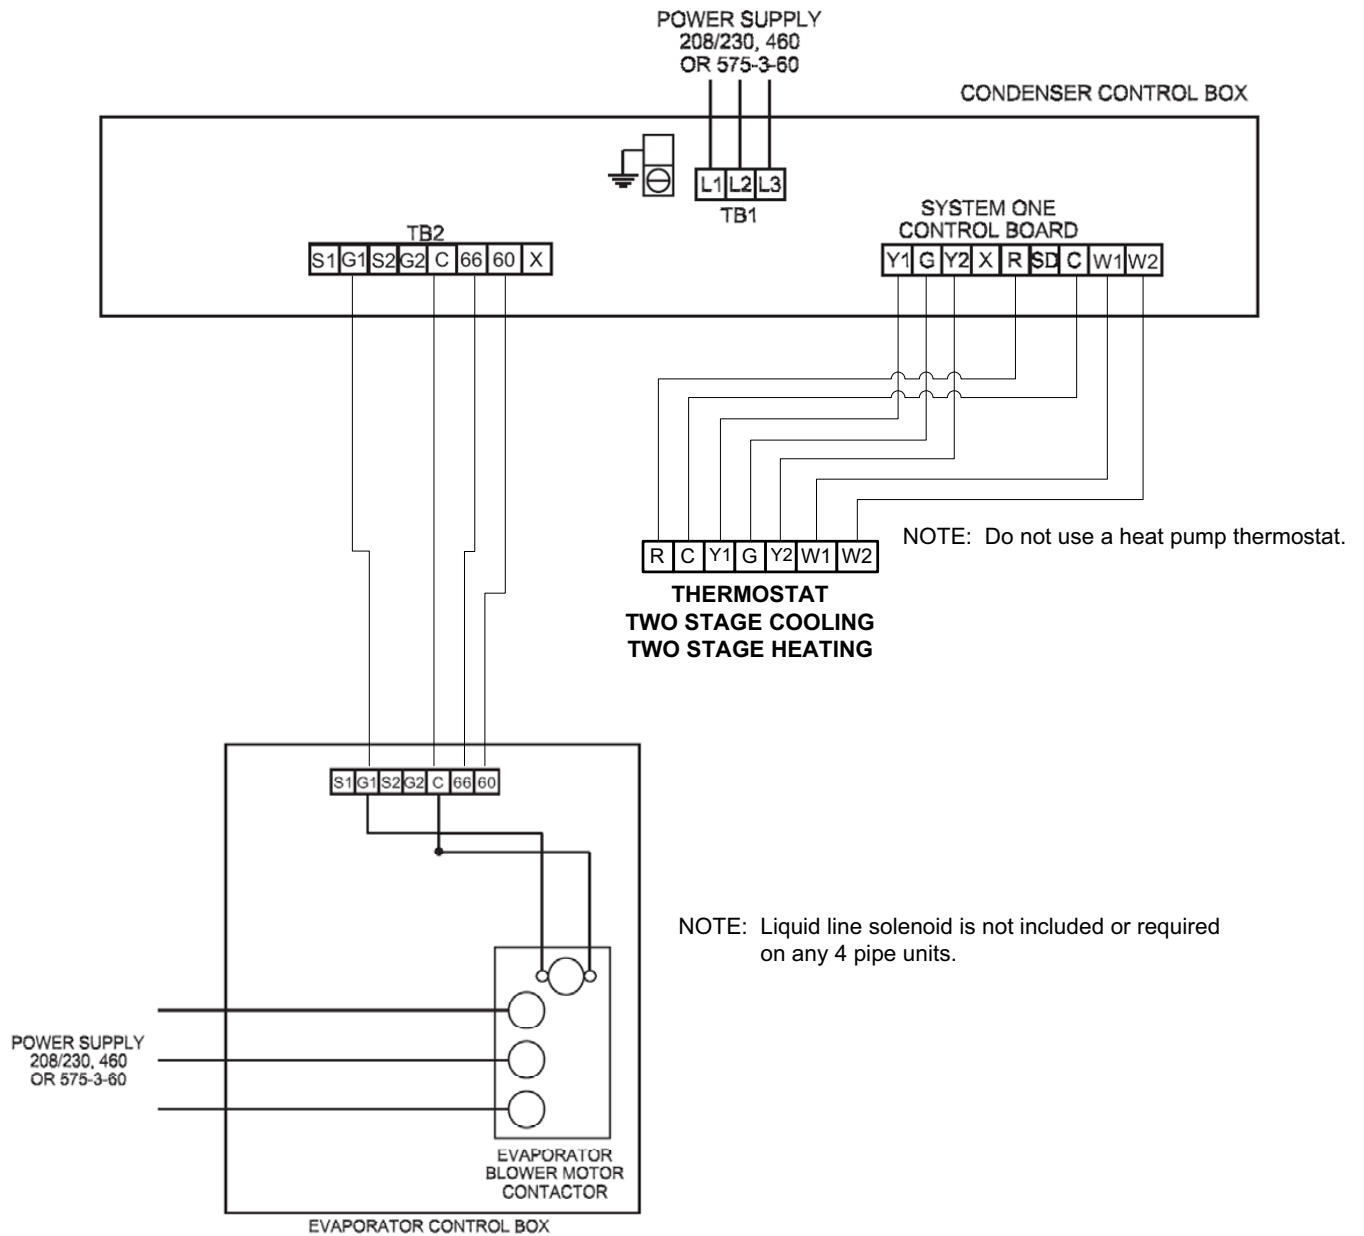 POWER SUPPLY
208/230, 460
OR 575-3-60
CONDENSER CONTROL BOX
L1 L2 L3
TB1
SYSTEM ONE
CONTROL BOARD
TB2
S1 G1 S2 G2 C 66 60 X
Y1 G Y2 X R SD C W1 W2
NOTE: Do not use a heat pump thermostat.
R C Y1 G Y2 W1 W2
THERMOSTAT
TWO STAGE COOLING
TWO STAGE HEATING
S1 G1 S2 G2 C 66 60
NOTE: Liquid line solenoid is not included or required
on any 4 pipe units.
POWER SUPPLY
208/230, 460
OR 575-3-60
EVAPORATOR
BLOWER MOTOR
CONTACTOR
EVAPORATOR CONTROL BOX